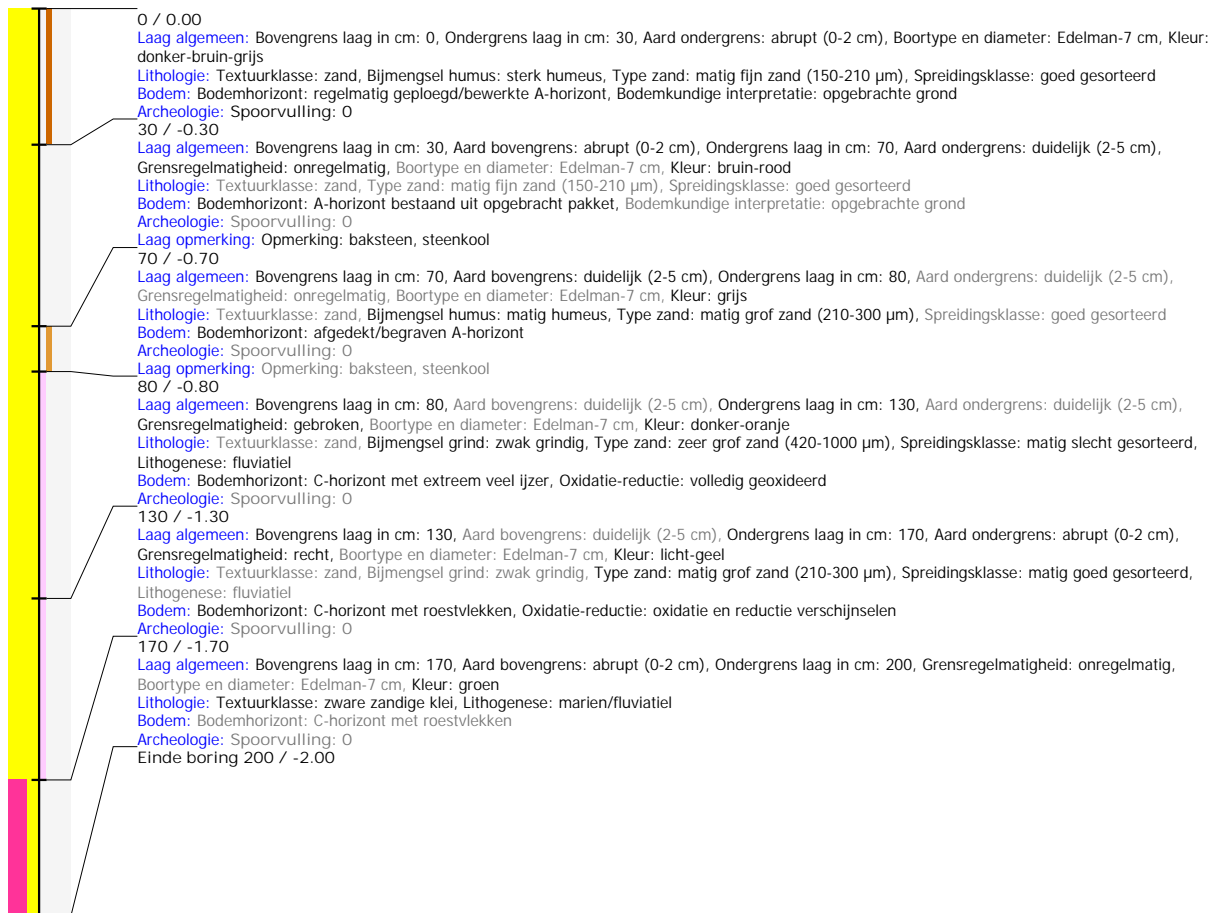 0 / 0.00
Laag algemeen: Bovengrens laag in cm: 0, Ondergrens laag in cm: 30, Aard ondergrens: abrupt (0-2 cm), Boortype en diameter: Edelman-7 cm, Kleur:
donker-bruin-grijs
Lithologie: Textuurklasse: zand, Bijmengsel humus: sterk humeus, Type zand: matig fijn zand (150-210 µm), Spreidingsklasse: goed gesorteerd
Bodem: Bodemhorizont: regelmatig geploegd/bewerkte A-horizont, Bodemkundige interpretatie: opgebrachte grond
Archeologie: Spoorvulling: 0
30 / -0.30
Laag algemeen: Bovengrens laag in cm: 30, Aard bovengrens: abrupt (0-2 cm), Ondergrens laag in cm: 70, Aard ondergrens: duidelijk (2-5 cm),
Grensregelmatigheid: onregelmatig, Boortype en diameter: Edelman-7 cm, Kleur: bruin-rood
Lithologie: Textuurklasse: zand, Type zand: matig fijn zand (150-210 µm), Spreidingsklasse: goed gesorteerd
Bodem: Bodemhorizont: A-horizont bestaand uit opgebracht pakket, Bodemkundige interpretatie: opgebrachte grond
Archeologie: Spoorvulling: 0
Laag opmerking: Opmerking: baksteen, steenkool
70 / -0.70
Laag algemeen: Bovengrens laag in cm: 70, Aard bovengrens: duidelijk (2-5 cm), Ondergrens laag in cm: 80, Aard ondergrens: duidelijk (2-5 cm),
Grensregelmatigheid: onregelmatig, Boortype en diameter: Edelman-7 cm, Kleur: grijs
Lithologie: Textuurklasse: zand, Bijmengsel humus: matig humeus, Type zand: matig grof zand (210-300 µm), Spreidingsklasse: goed gesorteerd
Bodem: Bodemhorizont: afgedekt/begraven A-horizont
Archeologie: Spoorvulling: 0
Laag opmerking: Opmerking: baksteen, steenkool
80 / -0.80
Laag algemeen: Bovengrens laag in cm: 80, Aard bovengrens: duidelijk (2-5 cm), Ondergrens laag in cm: 130, Aard ondergrens: duidelijk (2-5 cm),
Grensregelmatigheid: gebroken, Boortype en diameter: Edelman-7 cm, Kleur: donker-oranje
Lithologie: Textuurklasse: zand, Bijmengsel grind: zwak grindig, Type zand: zeer grof zand (420-1000 µm), Spreidingsklasse: matig slecht gesorteerd,
Lithogenese: fluviatiel
Bodem: Bodemhorizont: C-horizont met extreem veel ijzer, Oxidatie-reductie: volledig geoxideerd
Archeologie: Spoorvulling: 0
130 / -1.30
Laag algemeen: Bovengrens laag in cm: 130, Aard bovengrens: duidelijk (2-5 cm), Ondergrens laag in cm: 170, Aard ondergrens: abrupt (0-2 cm),
Grensregelmatigheid: recht, Boortype en diameter: Edelman-7 cm, Kleur: licht-geel
Lithologie: Textuurklasse: zand, Bijmengsel grind: zwak grindig, Type zand: matig grof zand (210-300 µm), Spreidingsklasse: matig goed gesorteerd,
Lithogenese: fluviatiel
Bodem: Bodemhorizont: C-horizont met roestvlekken, Oxidatie-reductie: oxidatie en reductie verschijnselen
Archeologie: Spoorvulling: 0
170 / -1.70
Laag algemeen: Bovengrens laag in cm: 170, Aard bovengrens: abrupt (0-2 cm), Ondergrens laag in cm: 200, Grensregelmatigheid: onregelmatig,
Boortype en diameter: Edelman-7 cm, Kleur: groen
Lithologie: Textuurklasse: zware zandige klei, Lithogenese: marien/fluviatiel
Bodem: Bodemhorizont: C-horizont met roestvlekken
Archeologie: Spoorvulling: 0
Einde boring 200 / -2.00